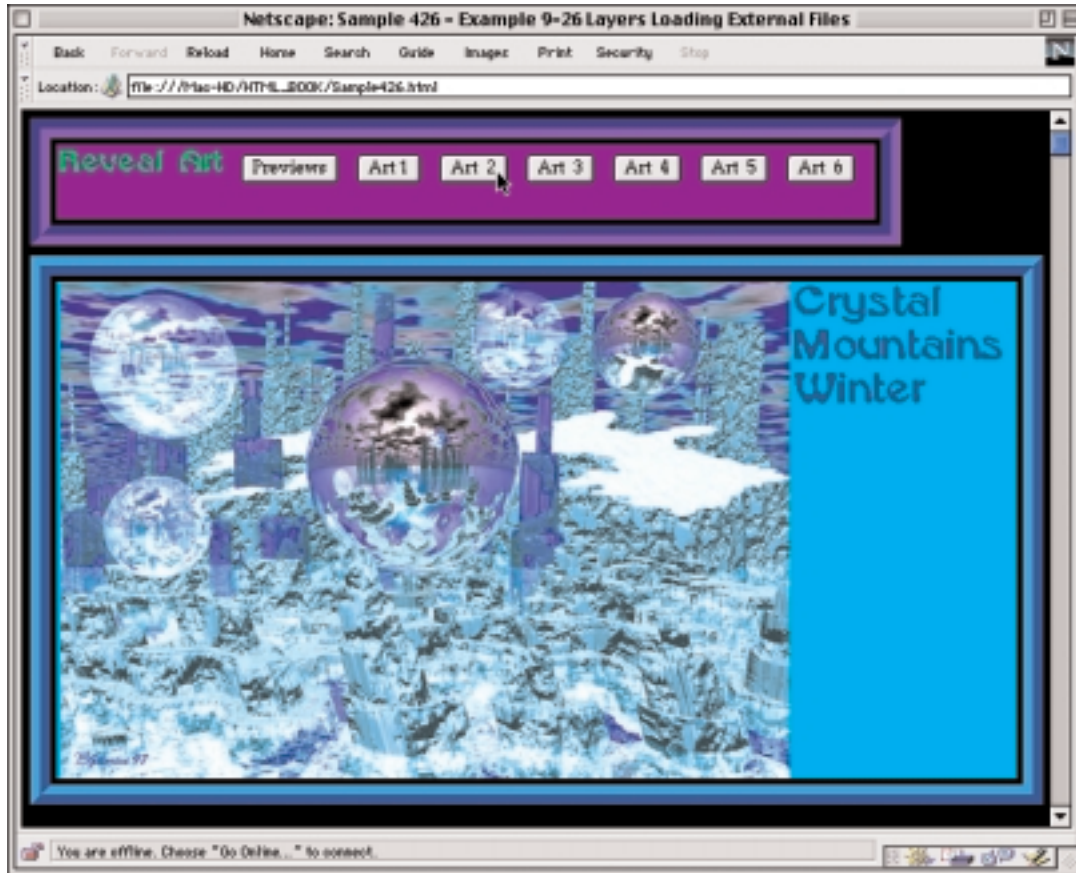 Netscape: Sample 426 - Example 9-26 Layers Loading External Files
Back Forward Reload Home Search Guide Images Print Security Stop
Location: file:///Mac-HD/HTML_BOOK/Sample426.html
Reveal Art Previews Art 1 Art 2 Art 3 Art 4 Art 5 Art 6
Crystal
Mountains
Winter
97
You are offline. Choose "Go Online..." to connect.